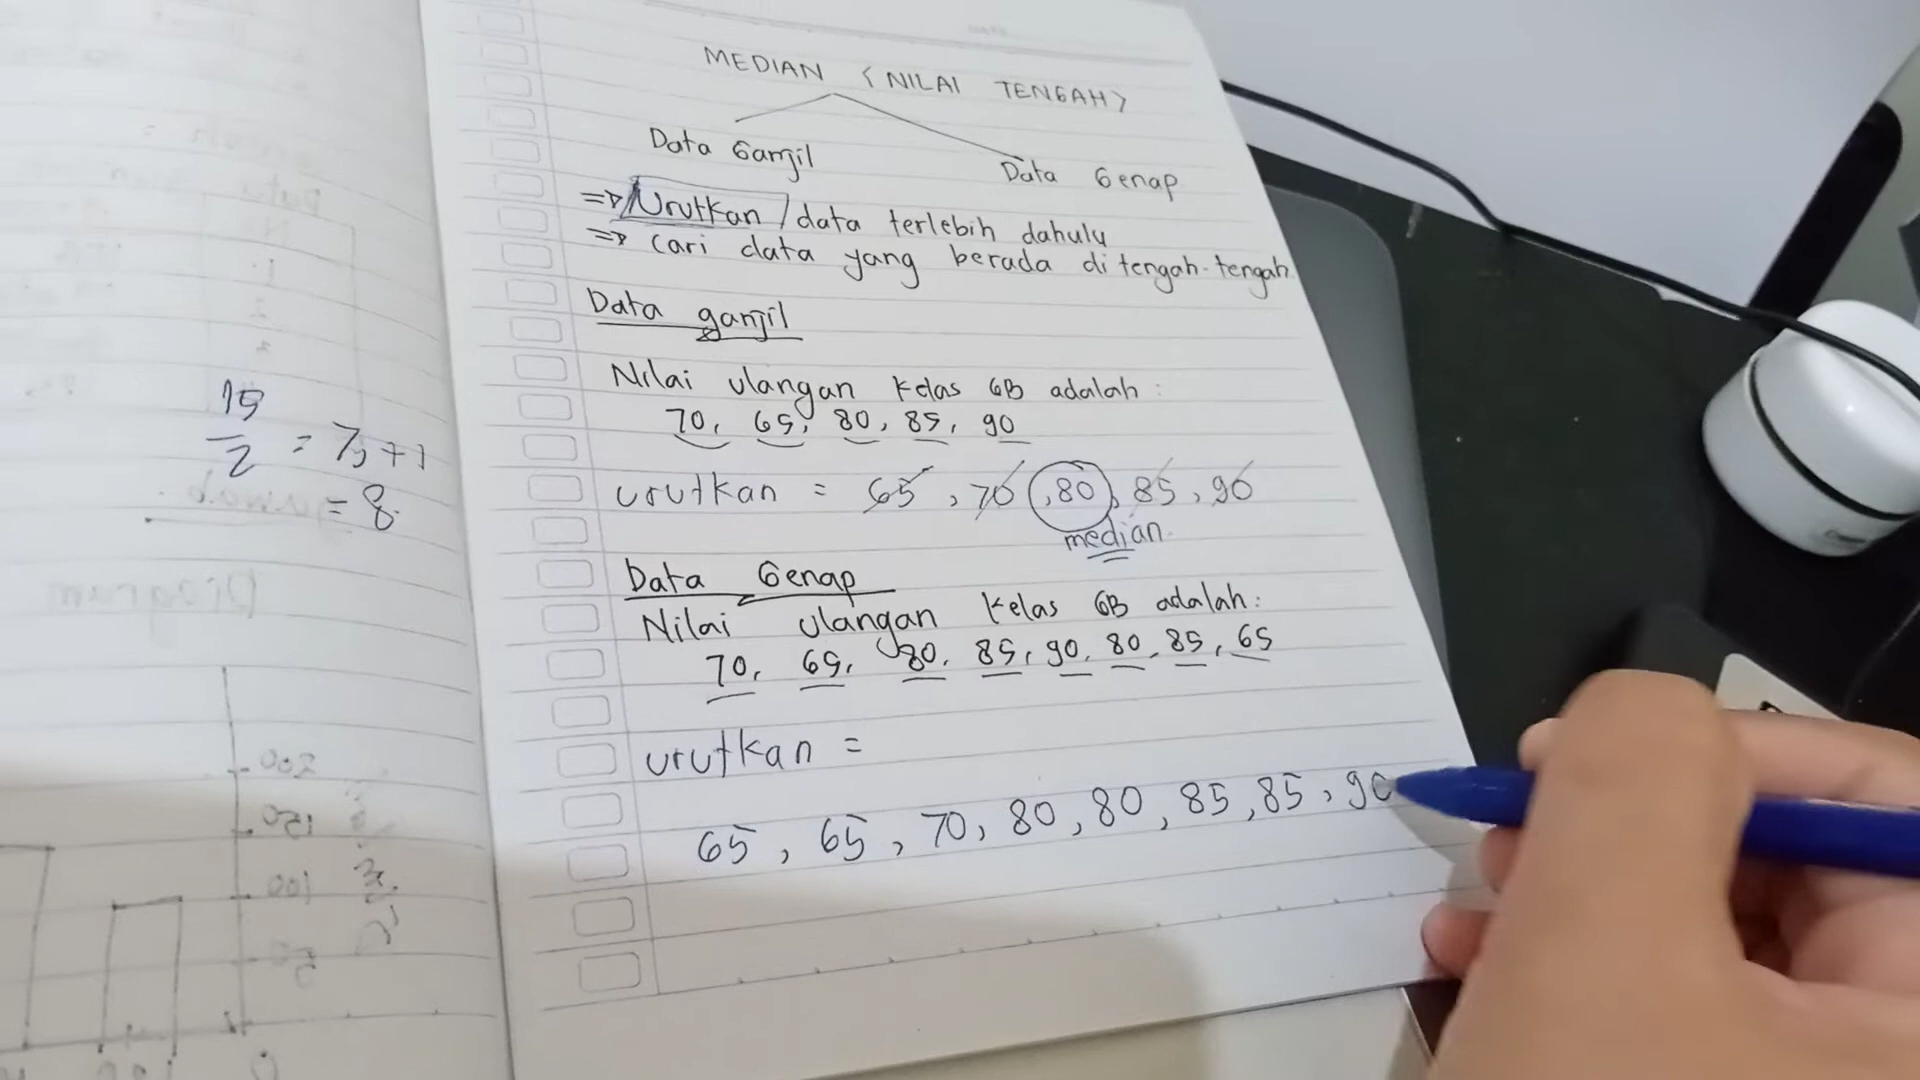 MEDIAN <NILAI TENGAH>
Data Ganjil
Data Genap
=> Urutkan / data terlebih dahulu
=> Cari data yang berada di tengah-tengah
Data ganjil
Nilai ulangan kelas 6B adalah:
70, 65, 80, 85, 90
urutkan = 65, 70, 80, 85, 90
median
Data Genap
Nilai ulangan kelas 6B adalah:
70, 65, 80, 85, 90, 80, 85, 65
urutkan =
65, 65, 70, 80, 80, 85, 85, 90
15
2
= 7,+1
= 8